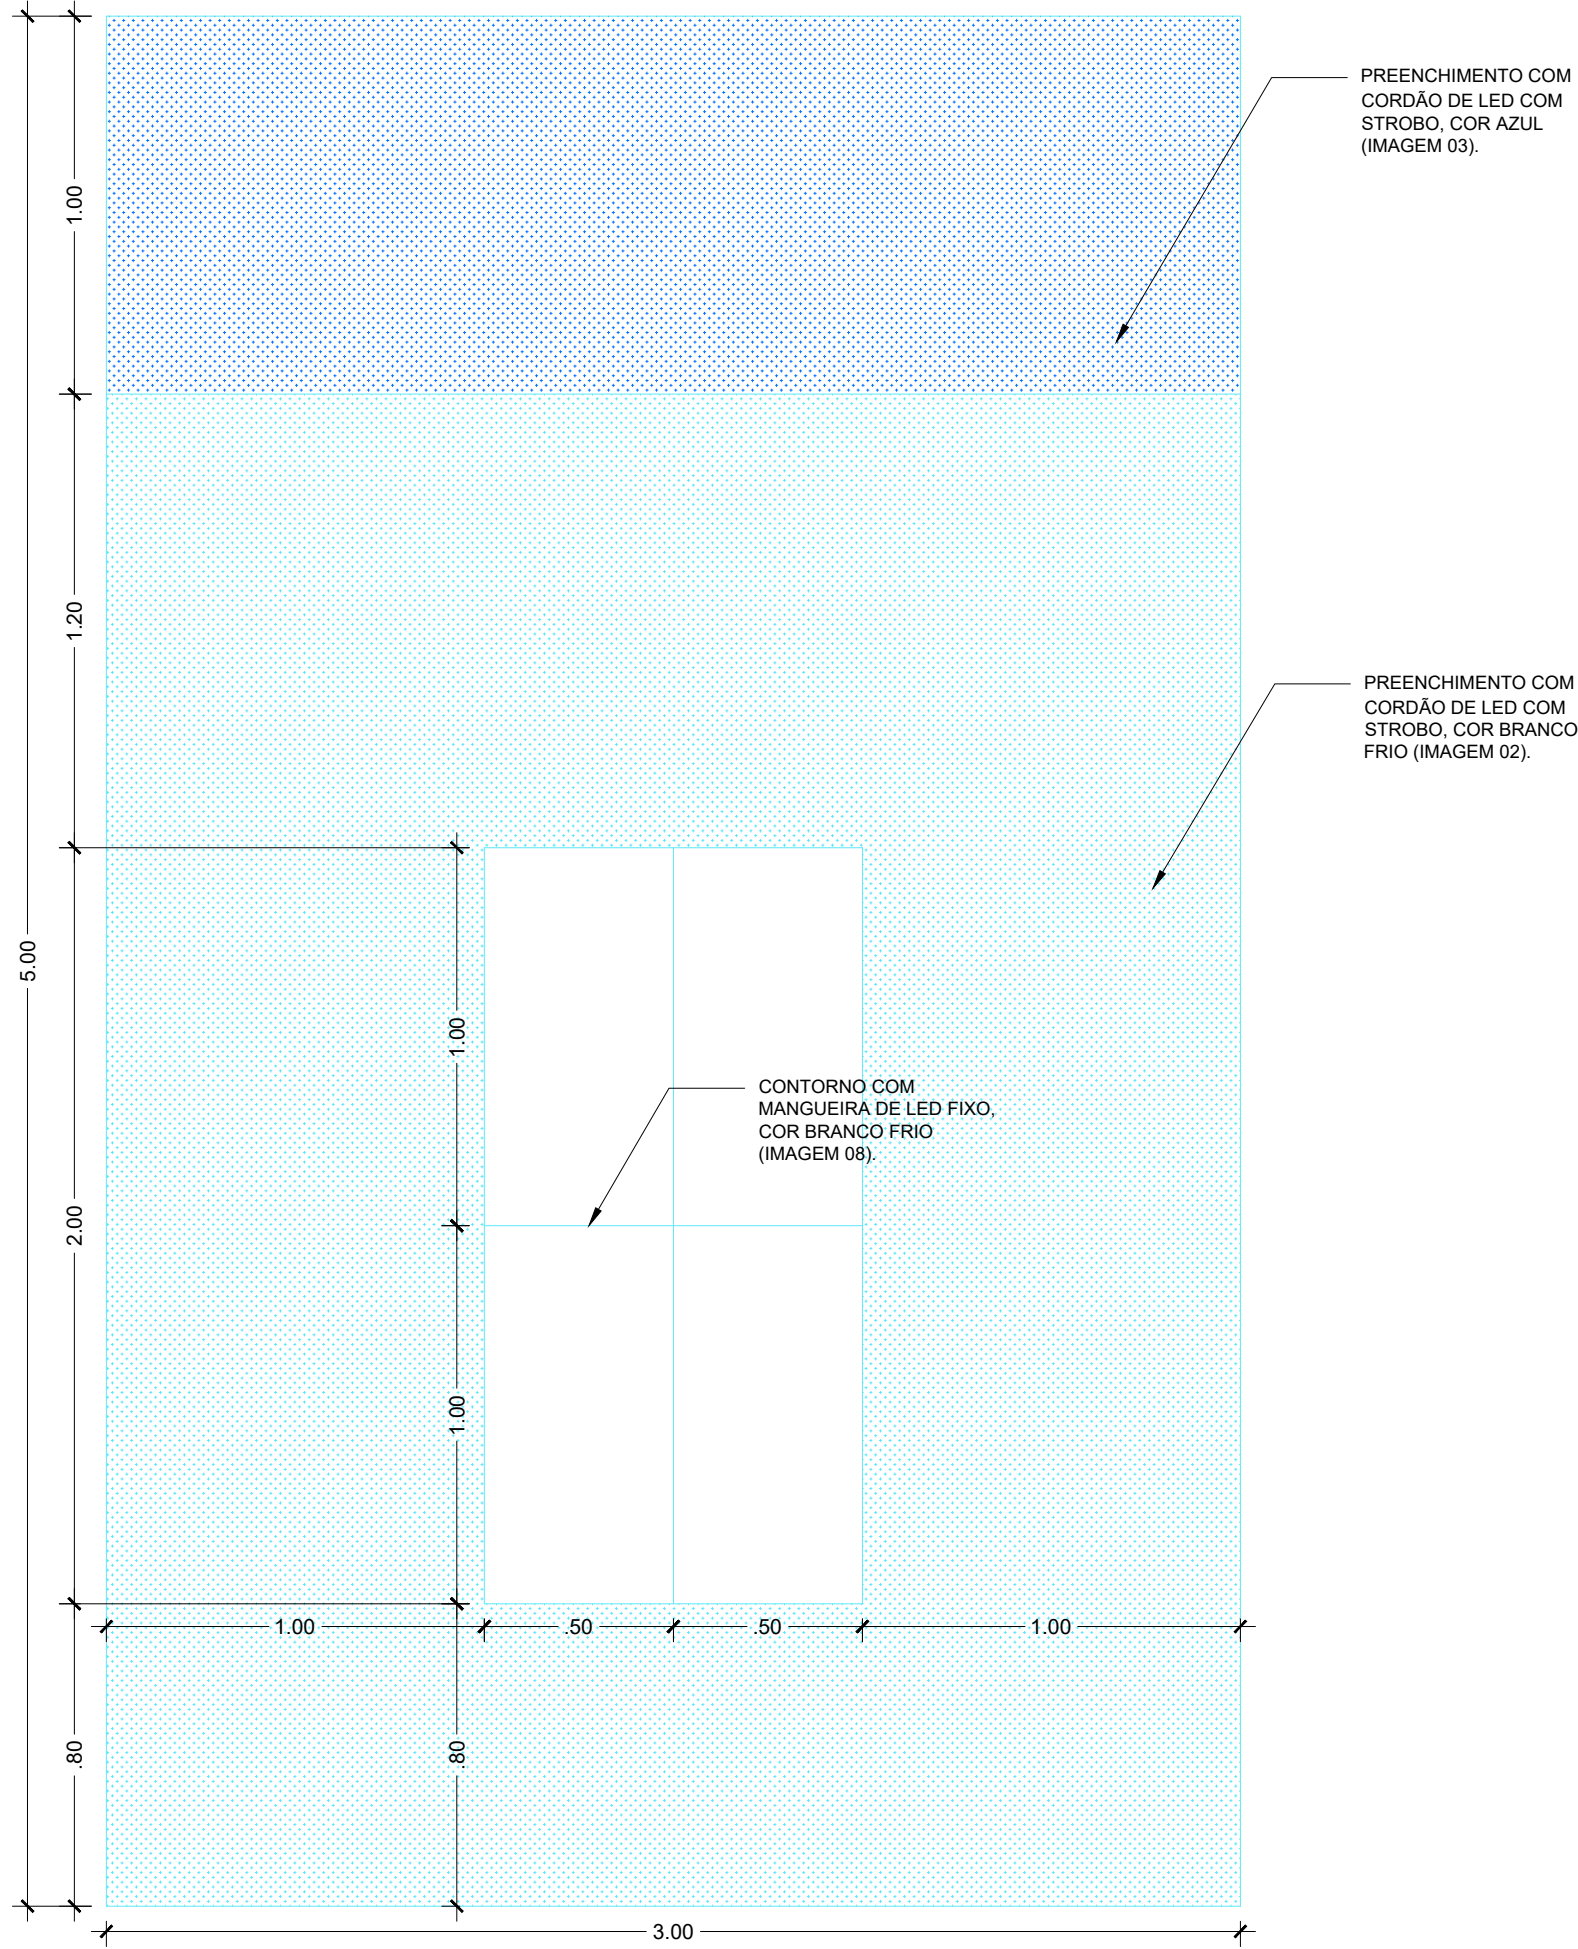 PREENCHIMENTO COM
CORDÃO DE LED COM
STROBO, COR AZUL
(IMAGEM 03).
1.00
1.20
PREENCHIMENTO COM
CORDÃO DE LED COM
STROBO, COR BRANCO
FRIO (IMAGEM 02).
5.00
1.00
CONTORNO COM
MANGUEIRA DE LED FIXO,
COR BRANCO FRIO
(IMAGEM 08).
2.00
1.00
1.00 .50 .50 1.00
.80 .80
3.00